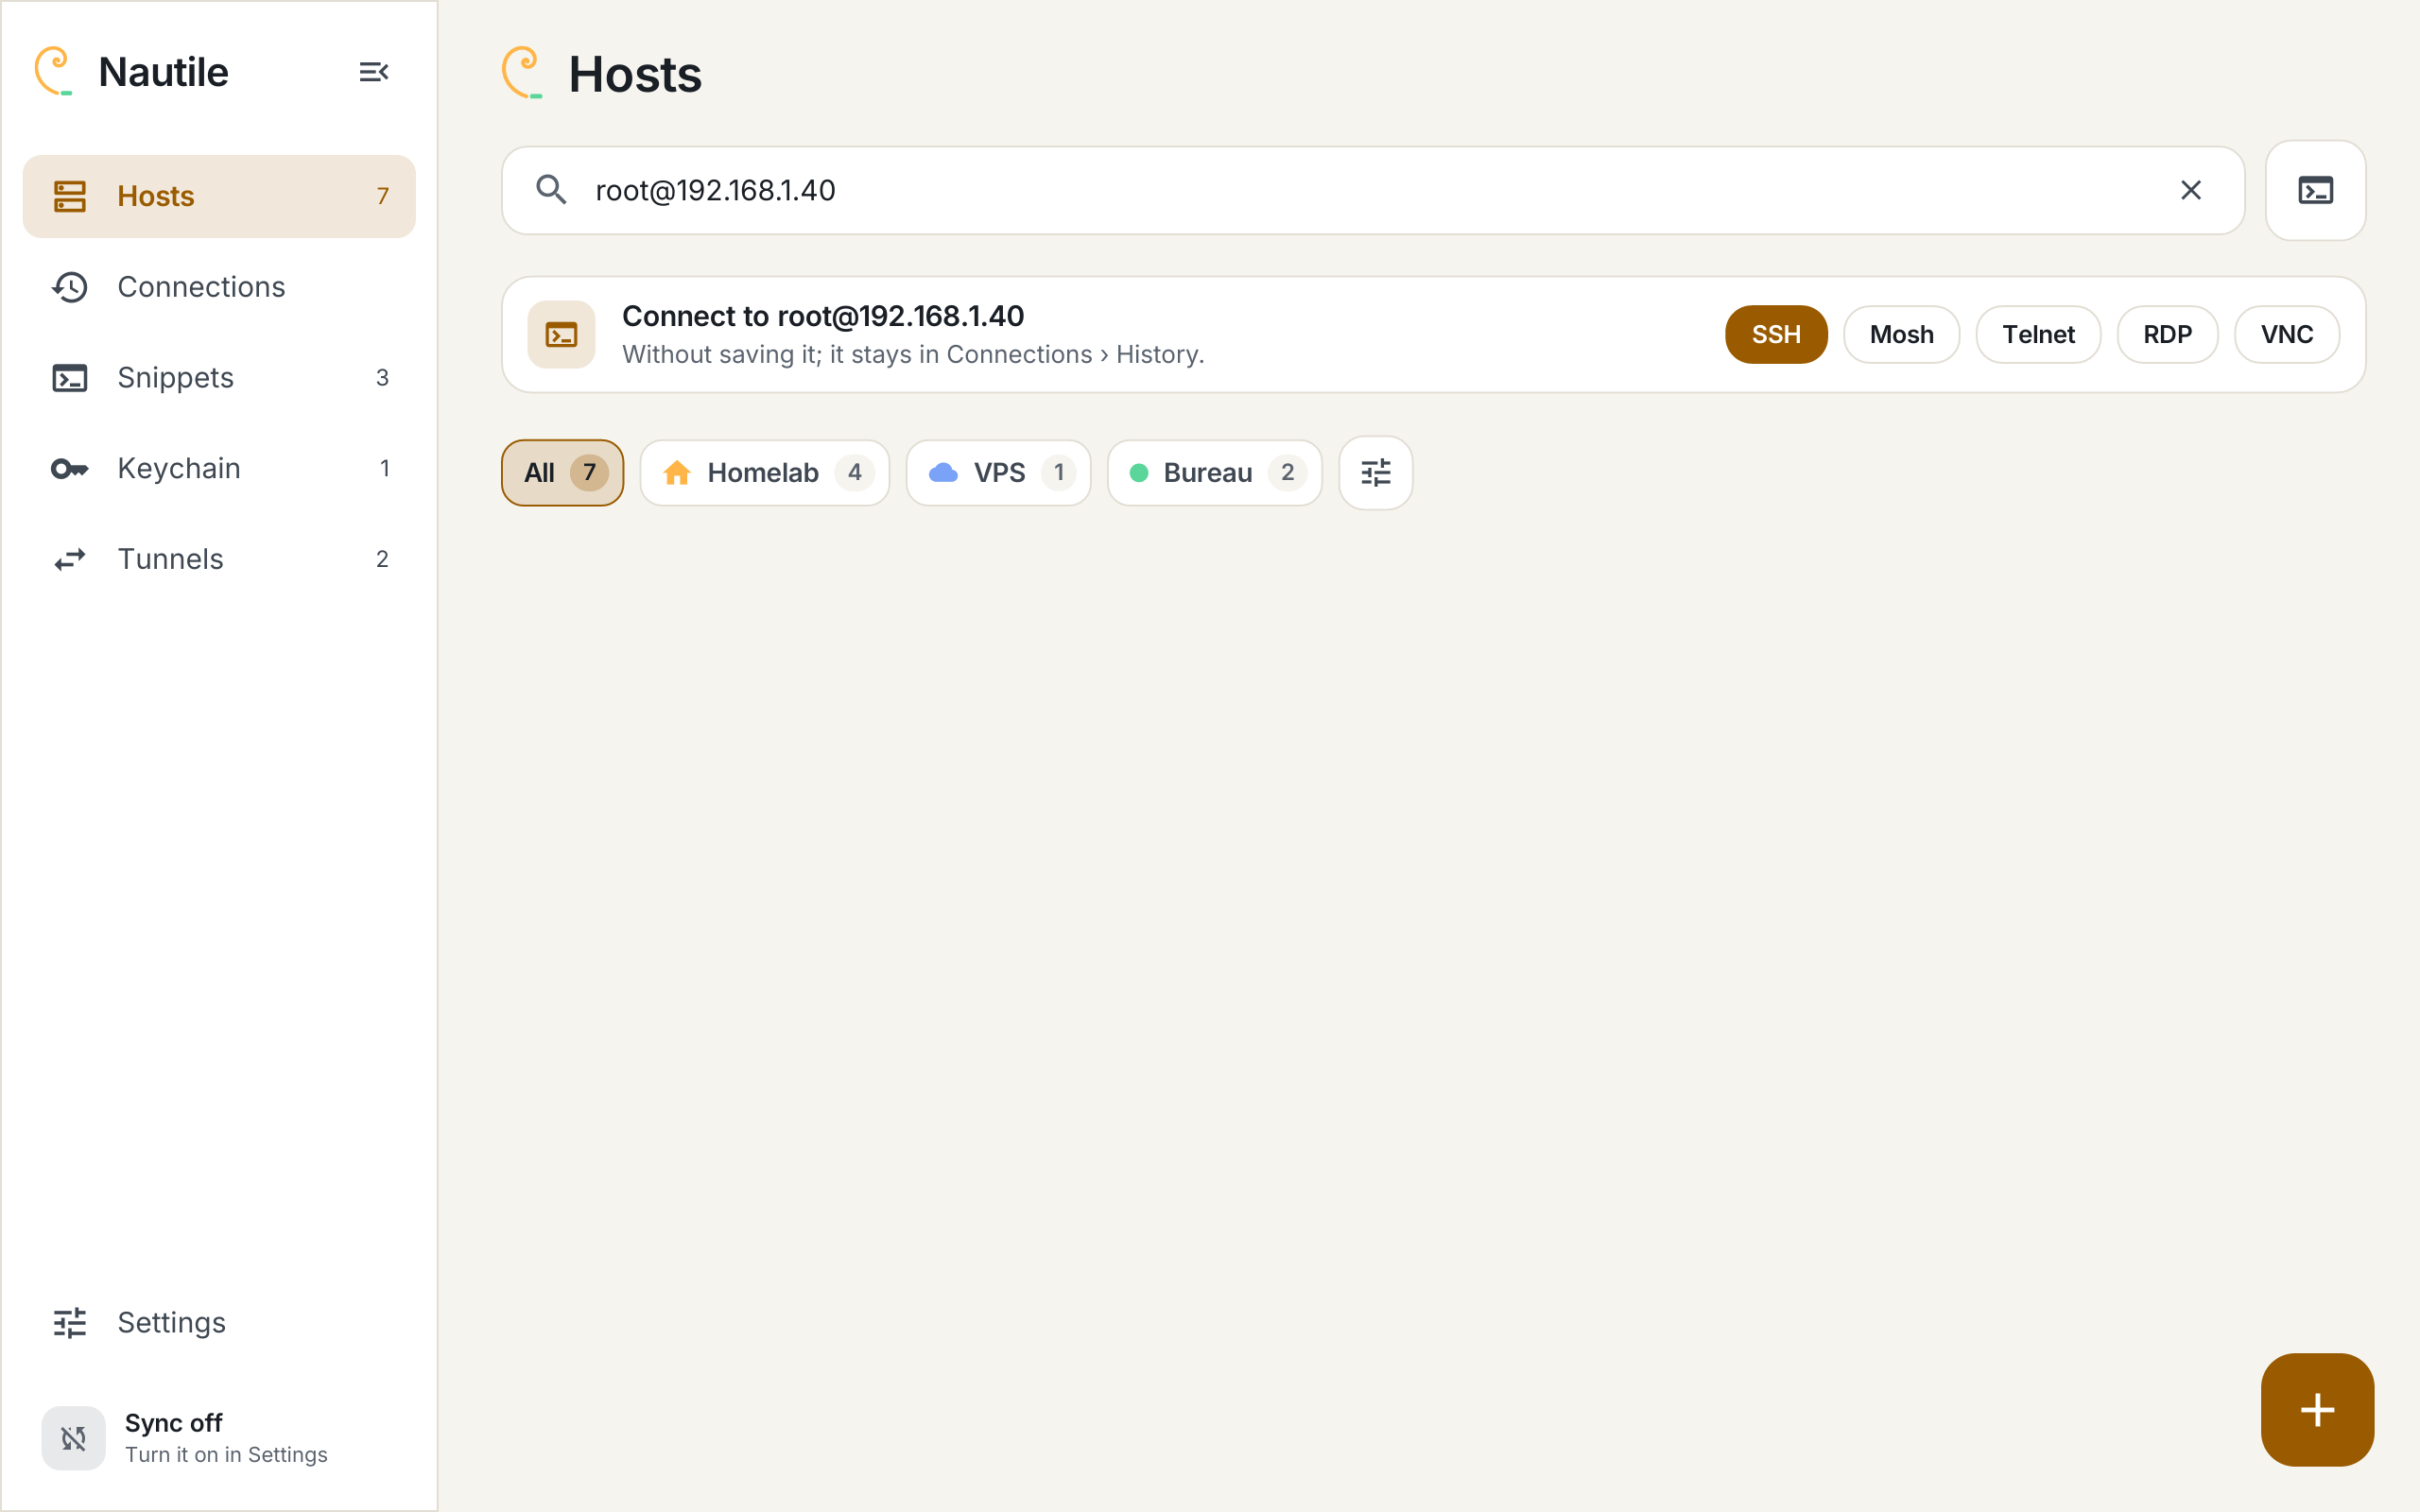 Nautile
Hosts 7
Connections
Snippets 3
Keychain 1
Tunnels 2
Settings
Sync off
Turn it on in Settings
Hosts
root@192.168.1.40
Connect to root@192.168.1.40
Without saving it; it stays in Connections › History.
SSH Mosh Telnet RDP VNC
All 7 Homelab 4 VPS 1 Bureau 2